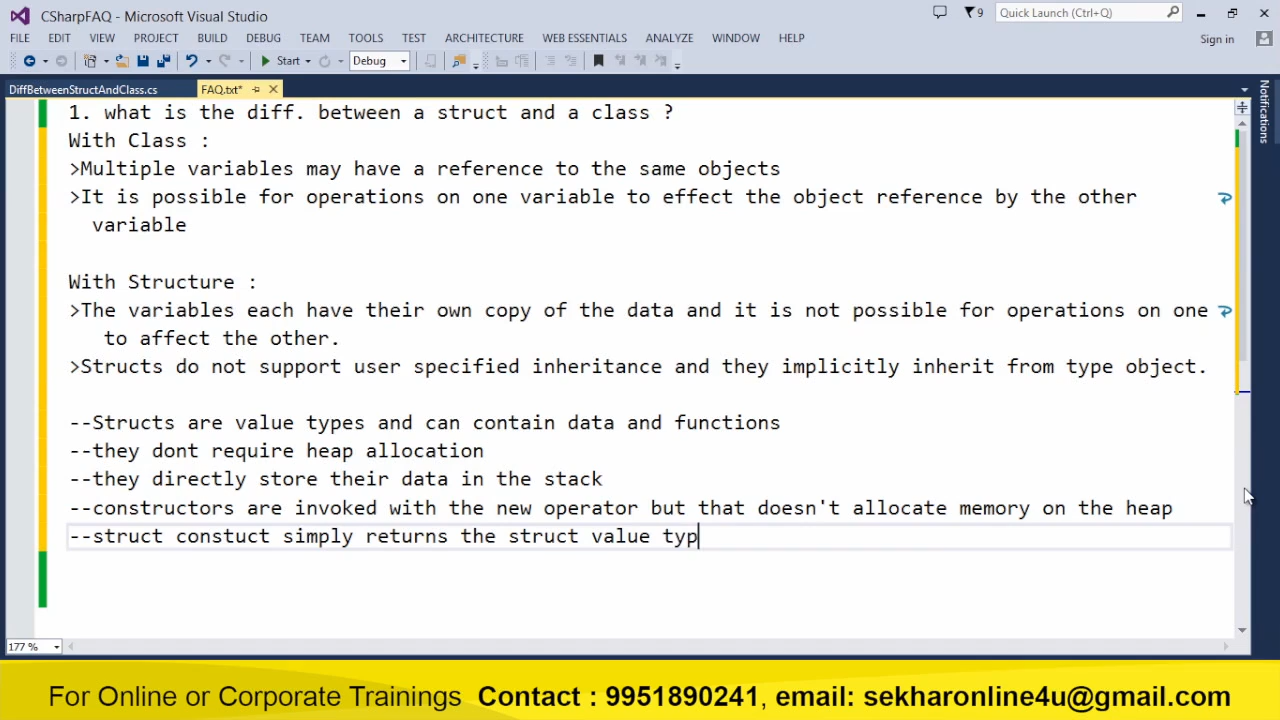 CSharpFAQ - Microsoft Visual Studio
9
Quick Launch (Ctrl+Q)
FILE EDIT VIEW PROJECT BUILD DEBUG TEAM TOOLS TEST ARCHITECTURE WEB ESSENTIALS ANALYZE WINDOW HELP
Sign in
Start Debug
DiffBetweenStructAndClass.cs FAQ.txt*
Notifications
1. what is the diff. between a struct and a class ?
With Class :
>Multiple variables may have a reference to the same objects
>It is possible for operations on one variable to effect the object reference by the other
variable
With Structure :
>The variables each have their own copy of the data and it is not possible for operations on one
to affect the other.
>Structs do not support user specified inheritance and they implicitly inherit from type object.
--Structs are value types and can contain data and functions
--they dont require heap allocation
--they directly store their data in the stack
--constructors are invoked with the new operator but that doesn't allocate memory on the heap
--struct constuct simply returns the struct value typ
177 %
For Online or Corporate Trainings Contact : 9951890241, email: sekharonline4u@gmail.com